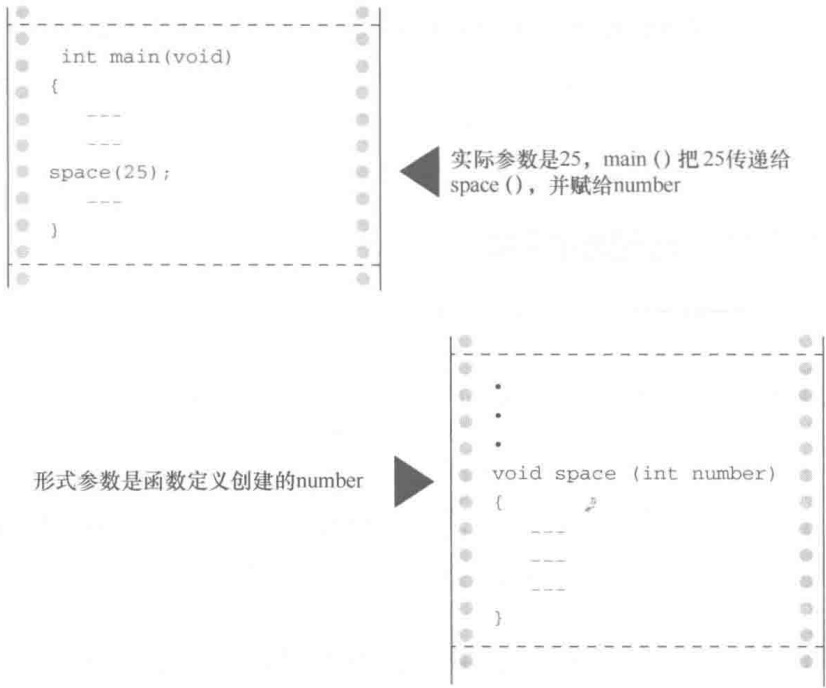 int main(void)
{
---
---
space(25);
---
}
实际参数是25，main () 把 25传递给
space ()，并赋给number
形式参数是函数定义创建的number
•
•
•
void space (int number)
{
---
---
---
}